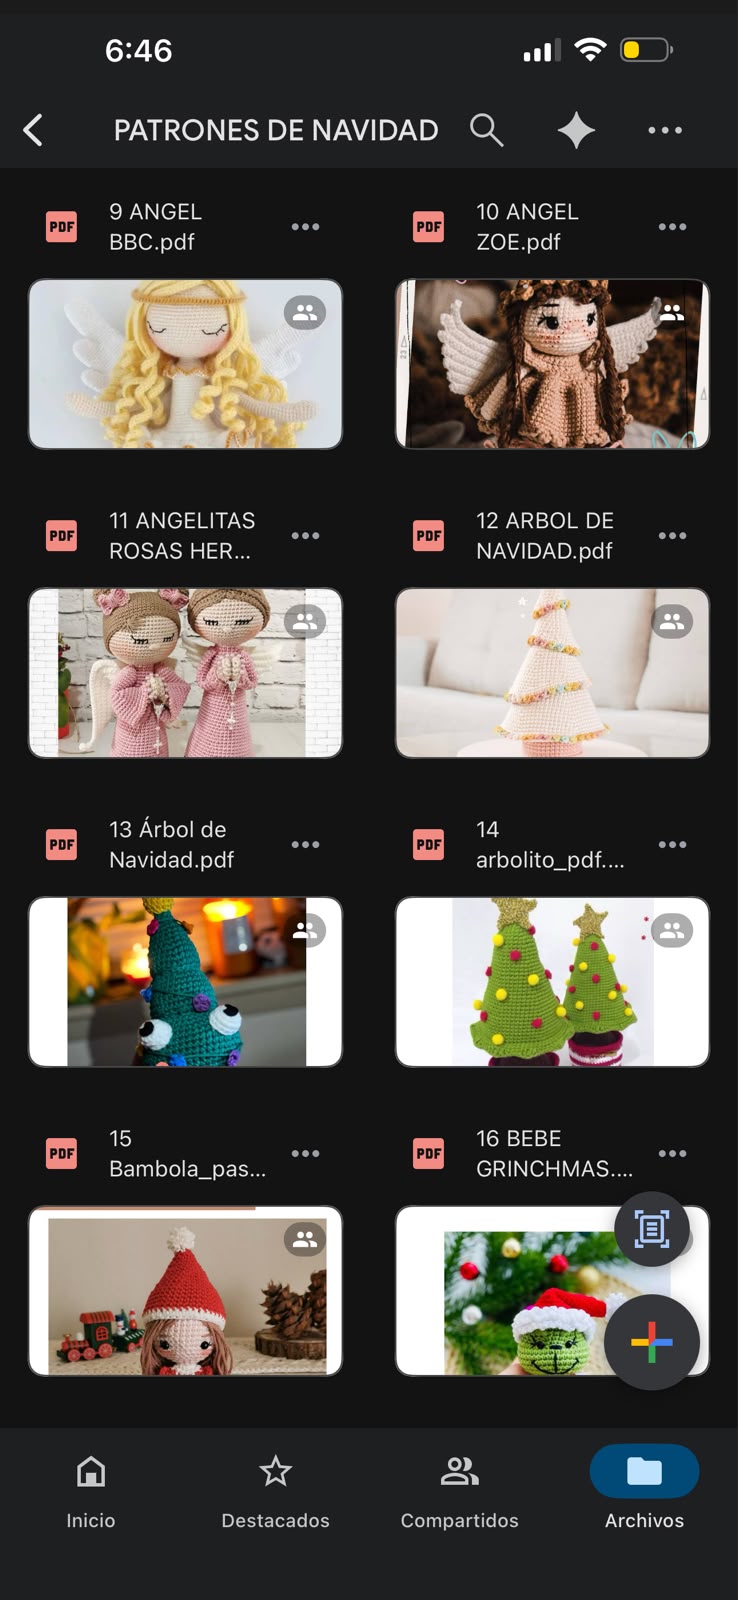 6:46
PATRONES DE NAVIDAD
PDF
9 ANGEL
BBC.pdf
PDF
10 ANGEL
ZOE.pdf
23
PDF
11 ANGELITAS
ROSAS HER...
PDF
12 ARBOL DE
NAVIDAD.pdf
PDF
13 Árbol de
Navidad.pdf
PDF
14
arbolito_pdf....
PDF
15
Bambola_pas...
PDF
16 BEBE
GRINCHMAS....
Inicio
Destacados
Compartidos
Archivos